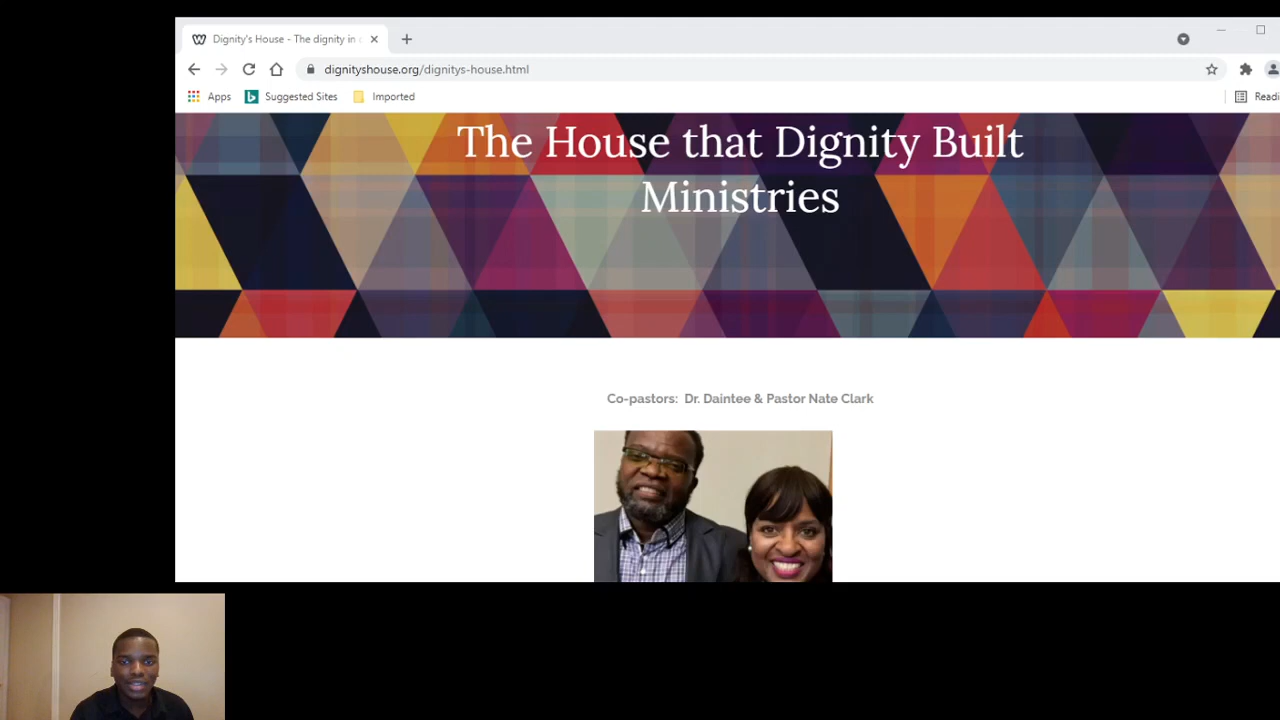 Dignity's House - The dignity in
dignityshouse.org/dignitys-house.html
Apps
Suggested Sites
Imported
Readi
The House that Dignity Built
Ministries
Co-pastors: Dr. Daintee & Pastor Nate Clark